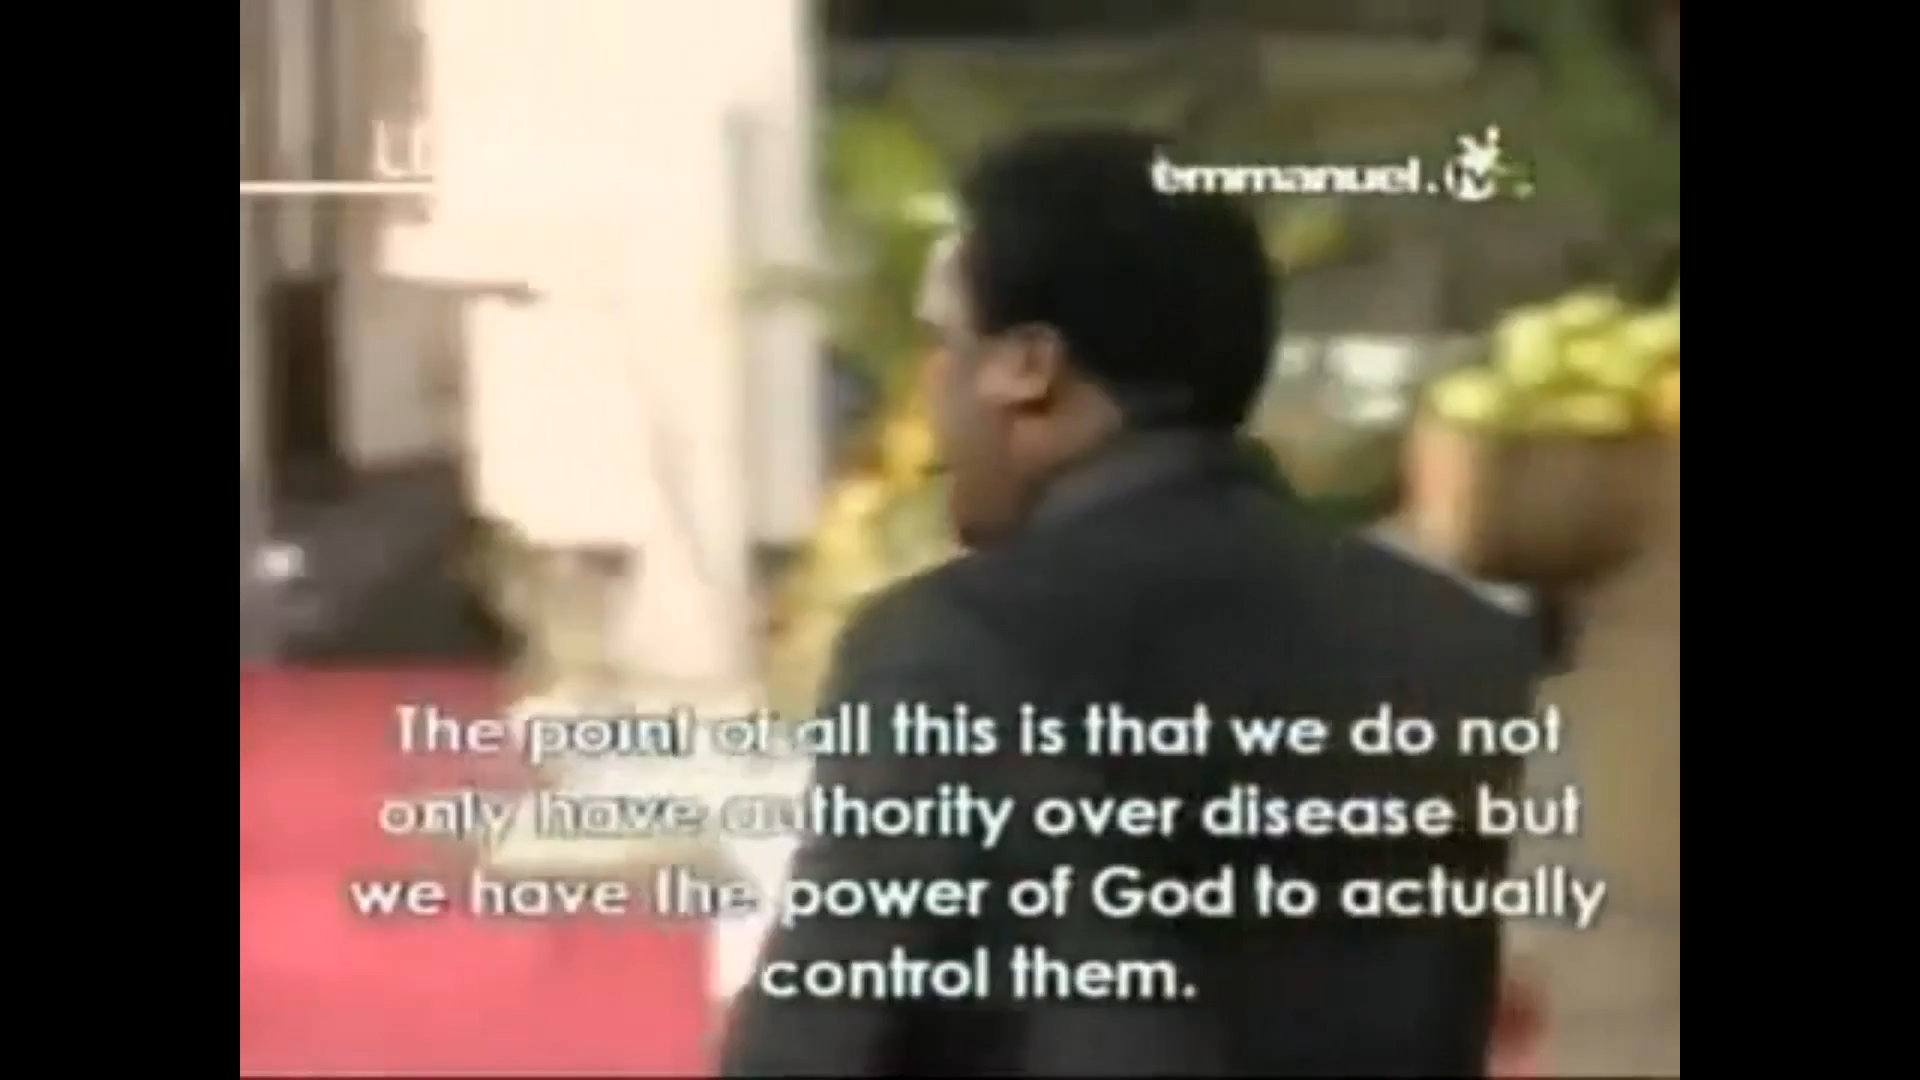 emmanuel.tv
The point of all this is that we do not
only have authority over disease but
we have the power of God to actually
control them.